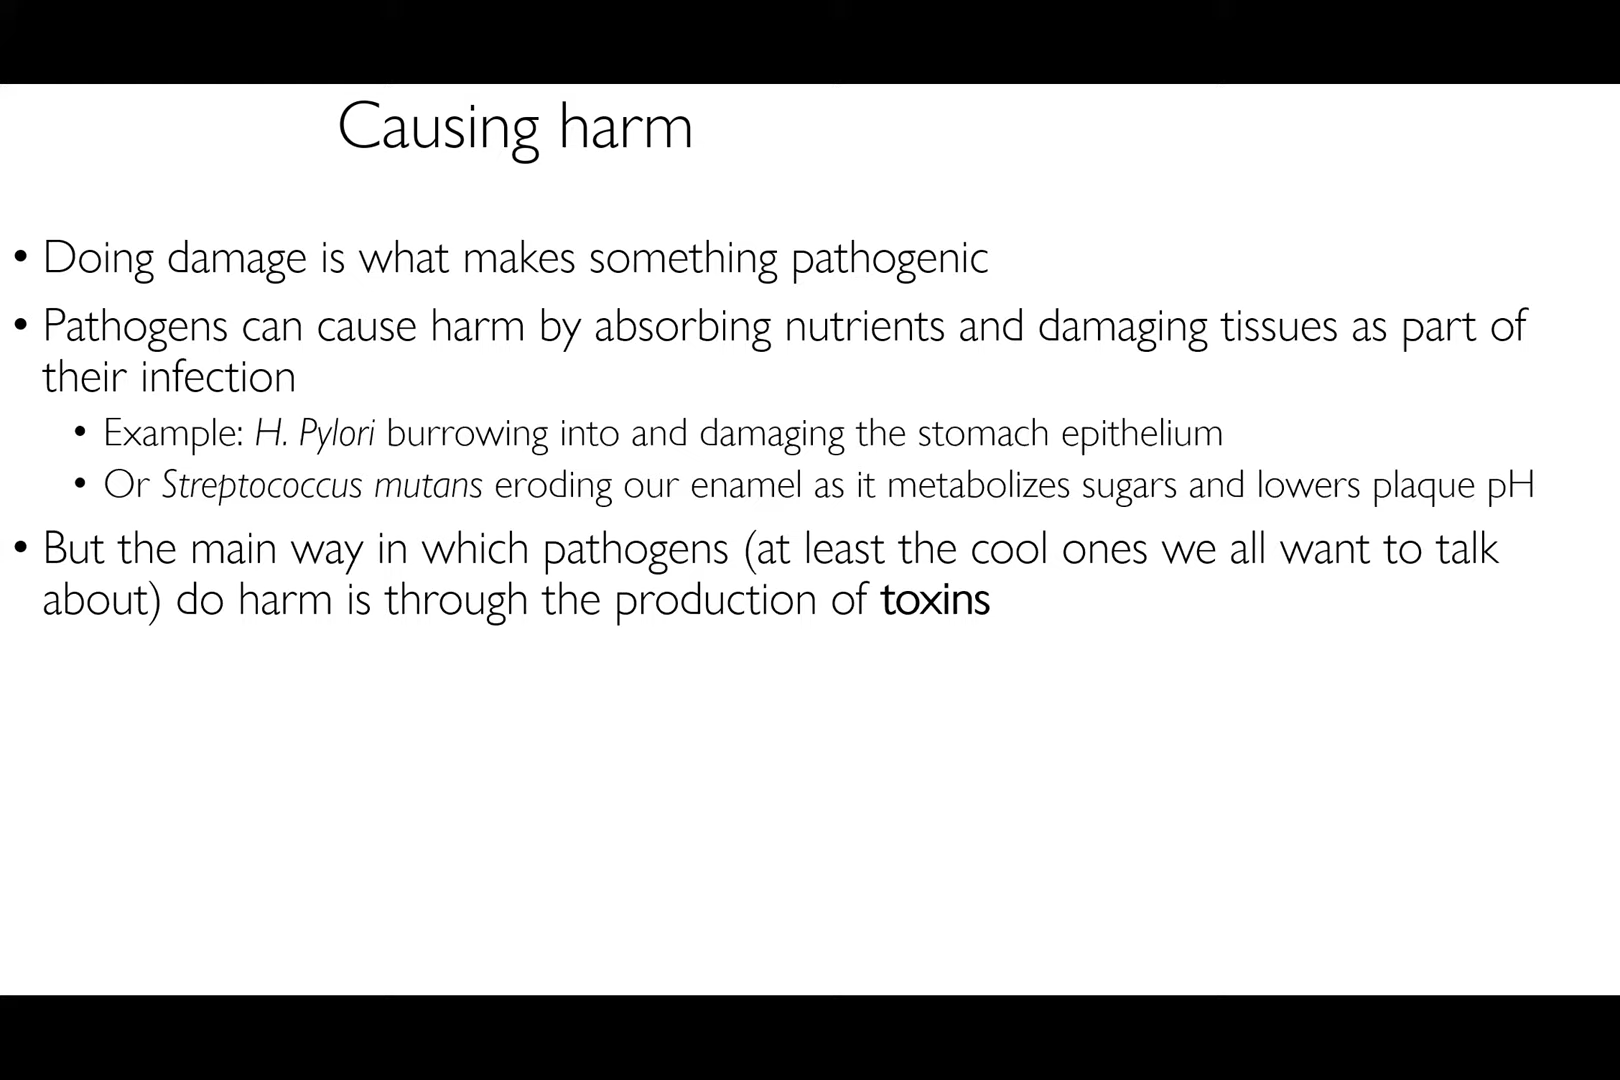 Causing harm
• Doing damage is what makes something pathogenic
• Pathogens can cause harm by absorbing nutrients and damaging tissues as part of
their infection
• Example: H. Pylori burrowing into and damaging the stomach epithelium
• Or Streptococcus mutans eroding our enamel as it metabolizes sugars and lowers plaque pH
• But the main way in which pathogens (at least the cool ones we all want to talk
about) do harm is through the production of toxins